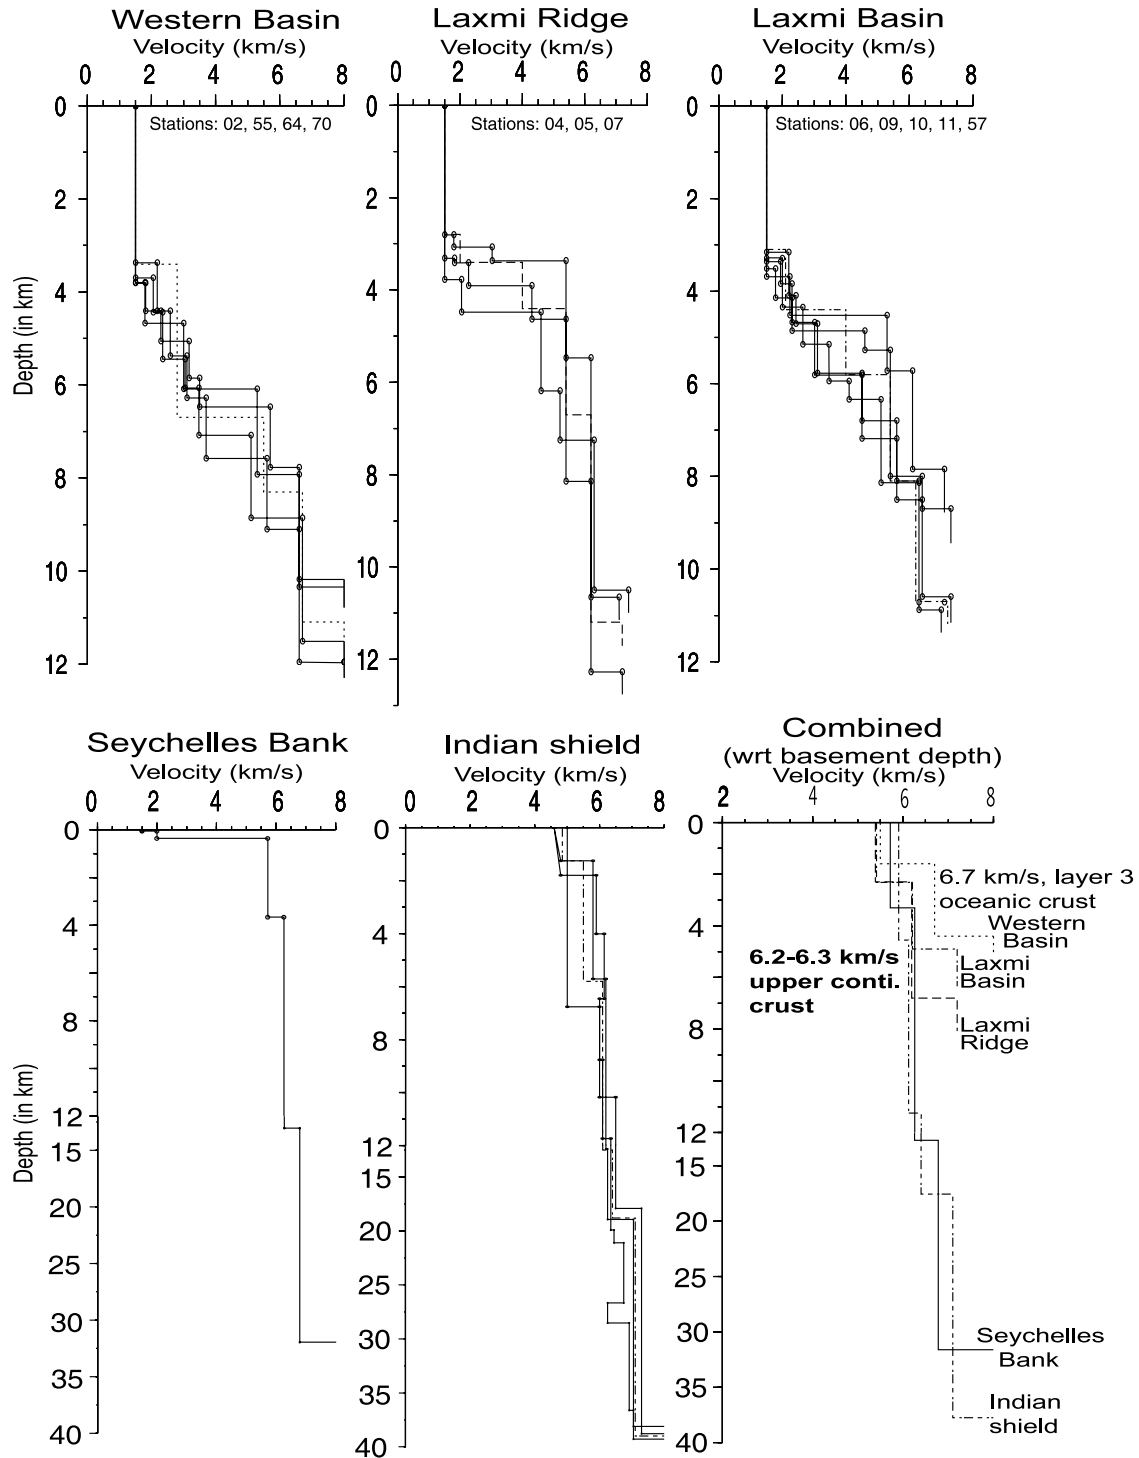 Western Basin
Velocity (km/s)
0 2 4 6 8
0
2
4
6
8
10
12
Depth (in km)
Stations: 02, 55, 64, 70
Laxmi Ridge
Velocity (km/s)
0 2 4 6 8
0
2
4
6
8
10
12
Stations: 04, 05, 07
Laxmi Basin
Velocity (km/s)
0 2 4 6 8
0
2
4
6
8
10
12
Stations: 06, 09, 10, 11, 57
Seychelles Bank
Velocity (km/s)
0 2 4 6 8
0
4
8
12
15
20
25
30
35
40
Depth (in km)
Indian shield
Velocity (km/s)
0 2 4 6 8
0
4
8
12
15
20
25
30
35
40
Combined
(wrt basement depth)
Velocity (km/s)
2 4 6 8
0
4
8
12
15
20
25
30
35
40
6.7 km/s, layer 3
oceanic crust
Western
Basin
6.2-6.3 km/s
upper conti.
crust
Laxmi
Basin
Laxmi
Ridge
Seychelles
Bank
Indian
shield